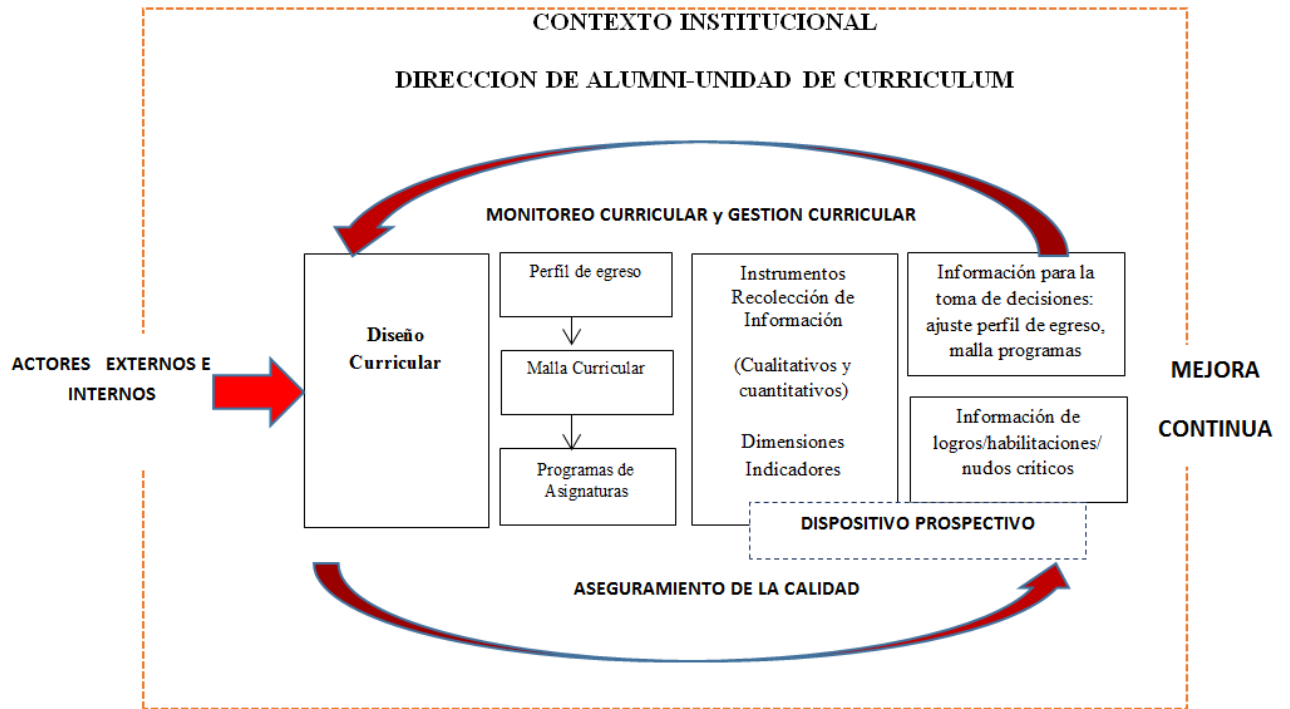 CONTEXTO INSTITUCIONAL
DIRECCION DE ALUMNI-UNIDAD DE CURRICULUM
MONITOREO CURRICULAR y GESTION CURRICULAR
ACTORES EXTERNOS E
INTERNOS
Diseño
Curricular
Perfil de egreso
Malla Curricular
Programas de
Asignaturas
Instrumentos
Recolección de
Información
(Cualitativos y
cuantitativos)
Dimensiones
Indicadores
Información para la
toma de decisiones:
ajuste perfil de egreso,
malla programas
Información de
logros/habilitaciones/
nudos criticos
DISPOSITIVO PROSPECTIVO
MEJORA
CONTINUA
ASEGURAMIENTO DE LA CALIDAD